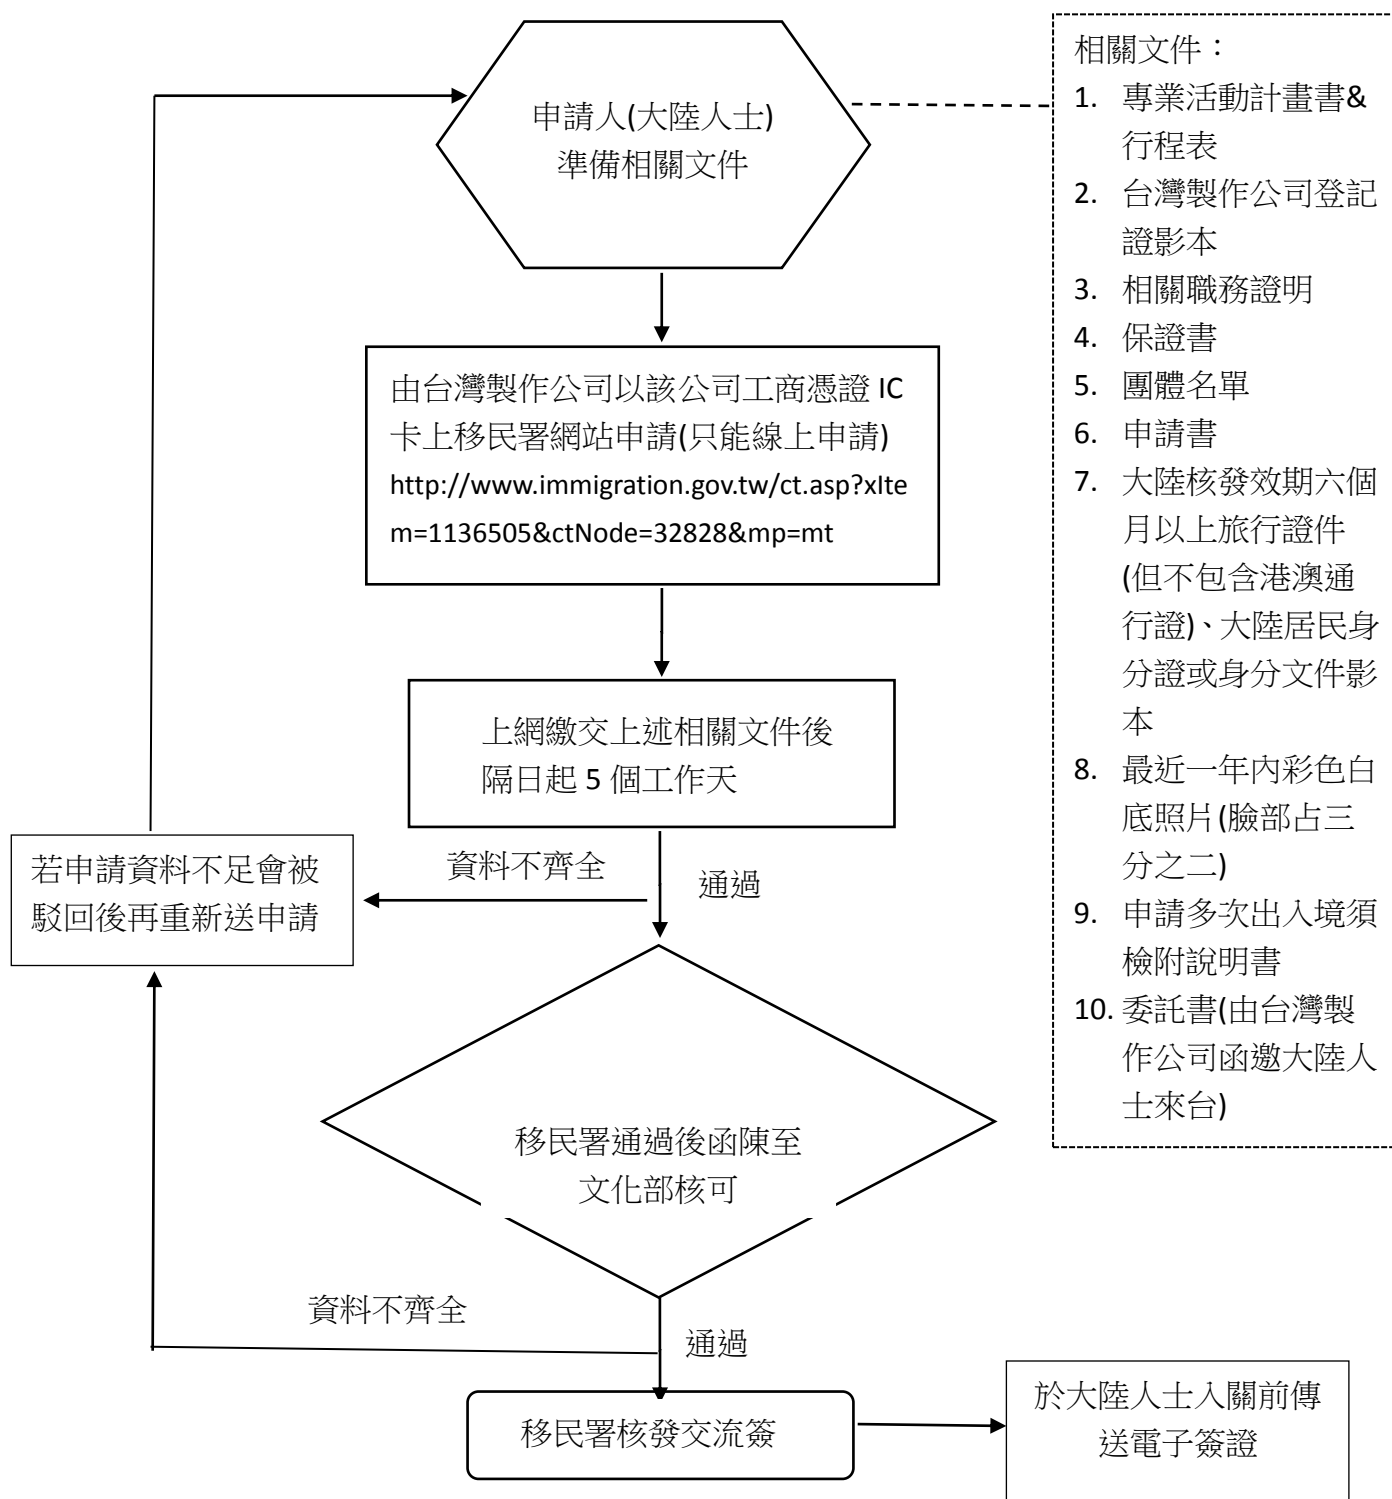 申請人(大陸人士)
準備相關文件
相關文件：
1. 專業活動計畫書&
行程表
2. 台灣製作公司登記
證影本
3. 相關職務證明
4. 保證書
5. 團體名單
6. 申請書
7. 大陸核發效期六個
月以上旅行證件
(但不包含港澳通
行證)、大陸居民身
分證或身分文件影
本
8. 最近一年內彩色白
底照片(臉部占三
分之二)
9. 申請多次出入境須
檢附說明書
10. 委託書(由台灣製
作公司函邀大陸人
士來台)
由台灣製作公司以該公司工商憑證 IC
卡上移民署網站申請(只能線上申請)
http://www.immigration.gov.tw/ct.asp?xIte
m=1136505&ctNode=32828&mp=mt
上網繳交上述相關文件後
隔日起 5 個工作天
資料不齊全
通過
若申請資料不足會被
駁回後再重新送申請
移民署通過後函陳至
文化部核可
資料不齊全
通過
移民署核發交流簽
於大陸人士入關前傳
送電子簽證